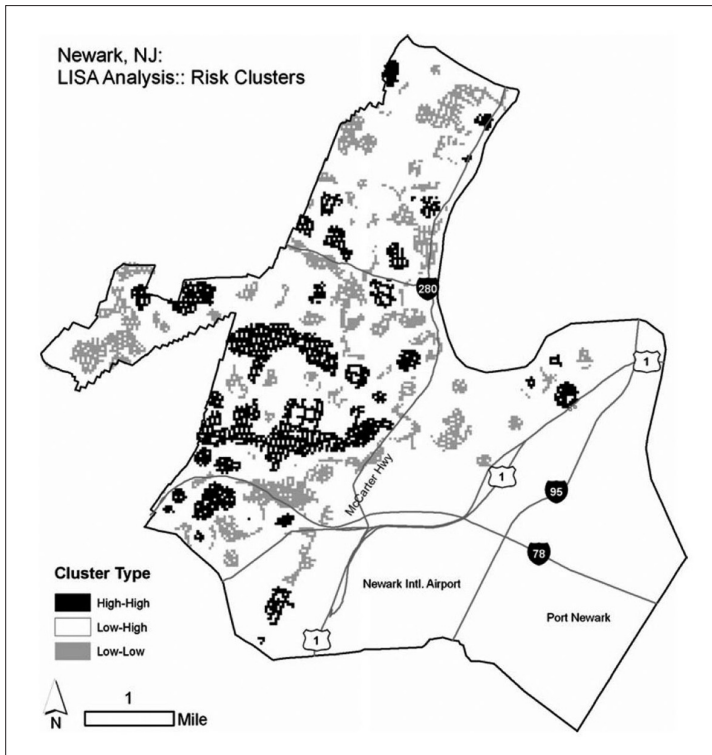 Newark, NJ:
LISA Analysis:: Risk Clusters
280
1
McCarter Hwy
1
95
78
Newark Intl. Airport
Port Newark
1
Cluster Type
High-High
Low-High
Low-Low
N
1
Mile